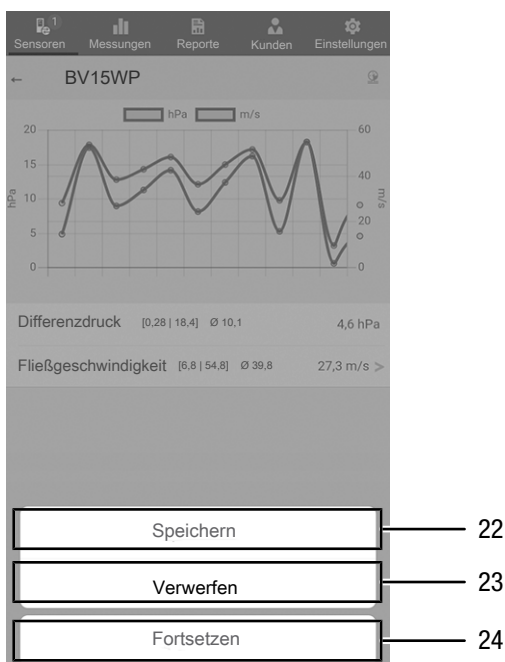 1
Sensoren Messungen Reporte Kunden Einstellungen
← BV15WP
hPa m/s
20 60
15
40
10
20
5
0 0
hPa
m/s
Differenzdruck [0,28 | 18,4] Ø 10,1 4,6 hPa
Fließgeschwindigkeit [6,8 | 54,8] Ø 39,8 27,3 m/s >
Speichern 22
Verwerfen 23
Fortsetzen 24